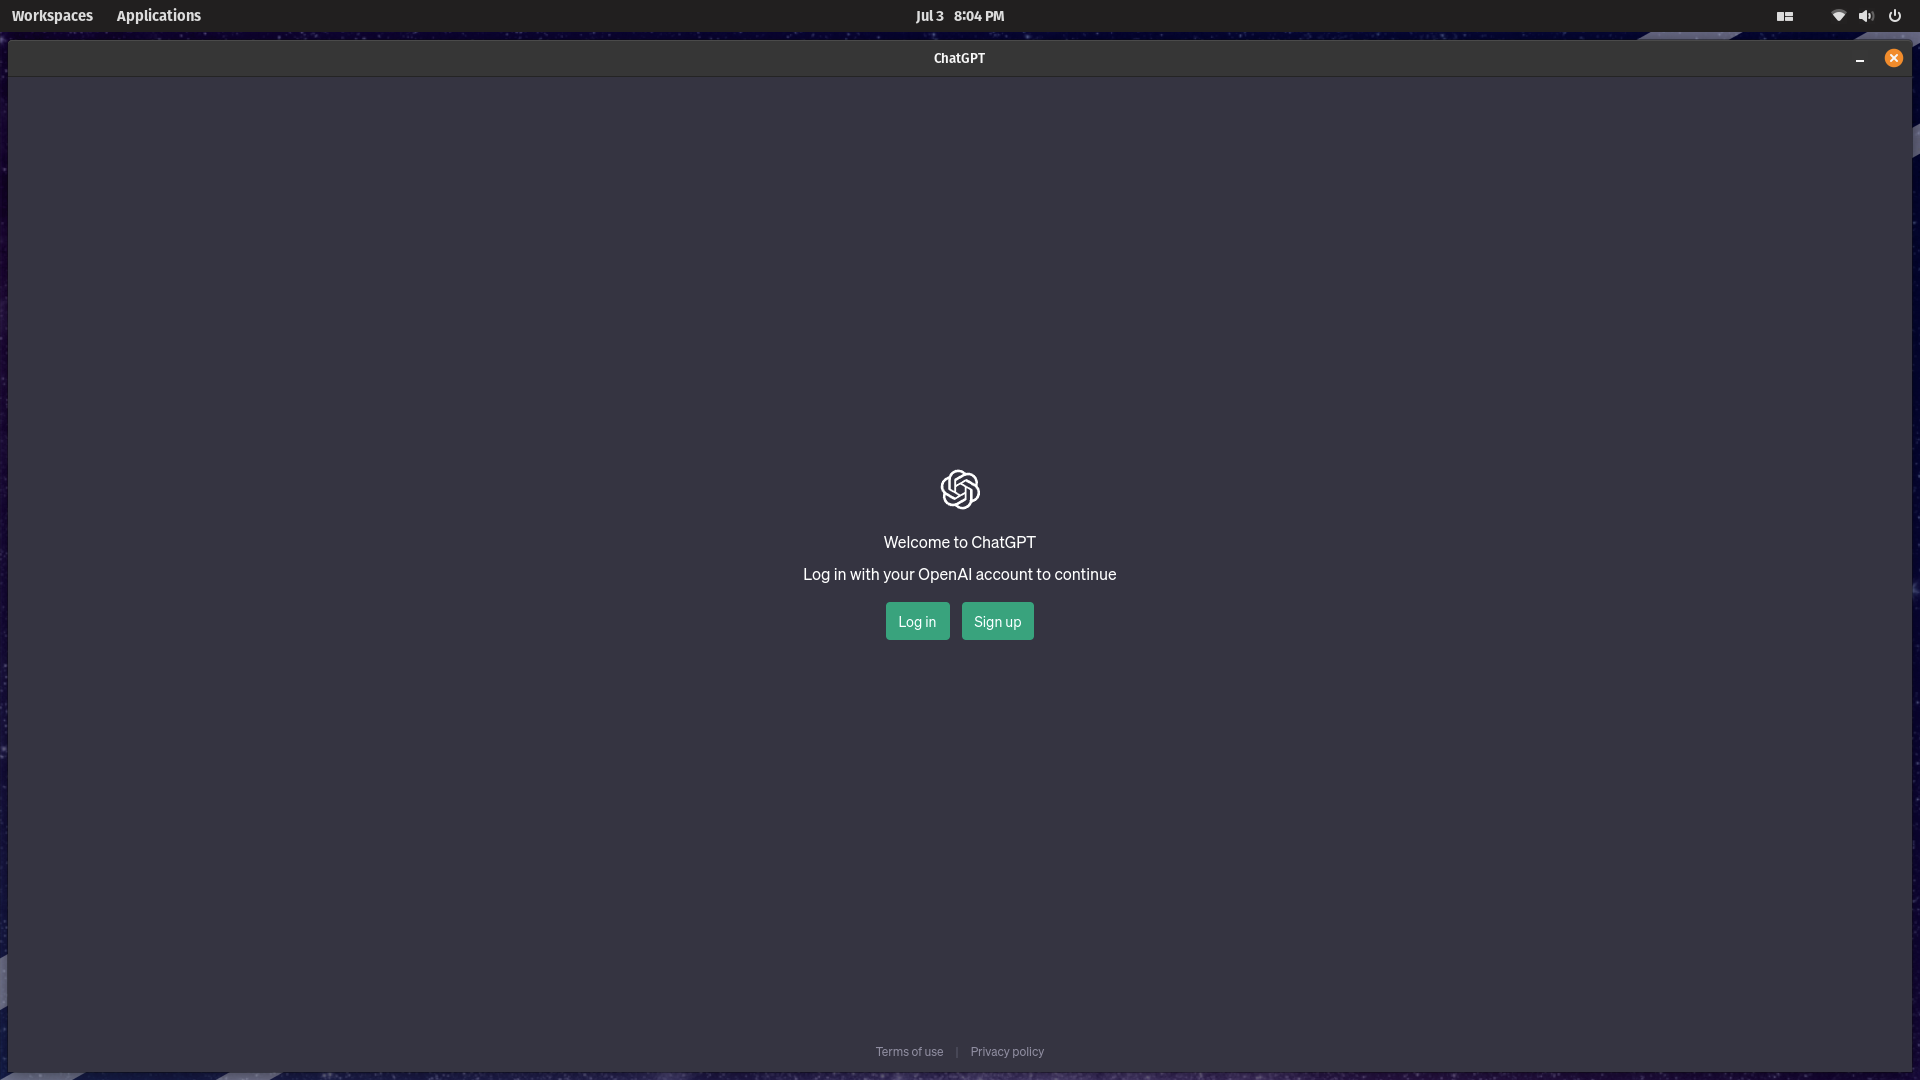 Workspaces Applications Jul 3 8:04 PM
ChatGPT
Welcome to ChatGPT
Log in with your OpenAI account to continue
Log in Sign up
Terms of use | Privacy policy